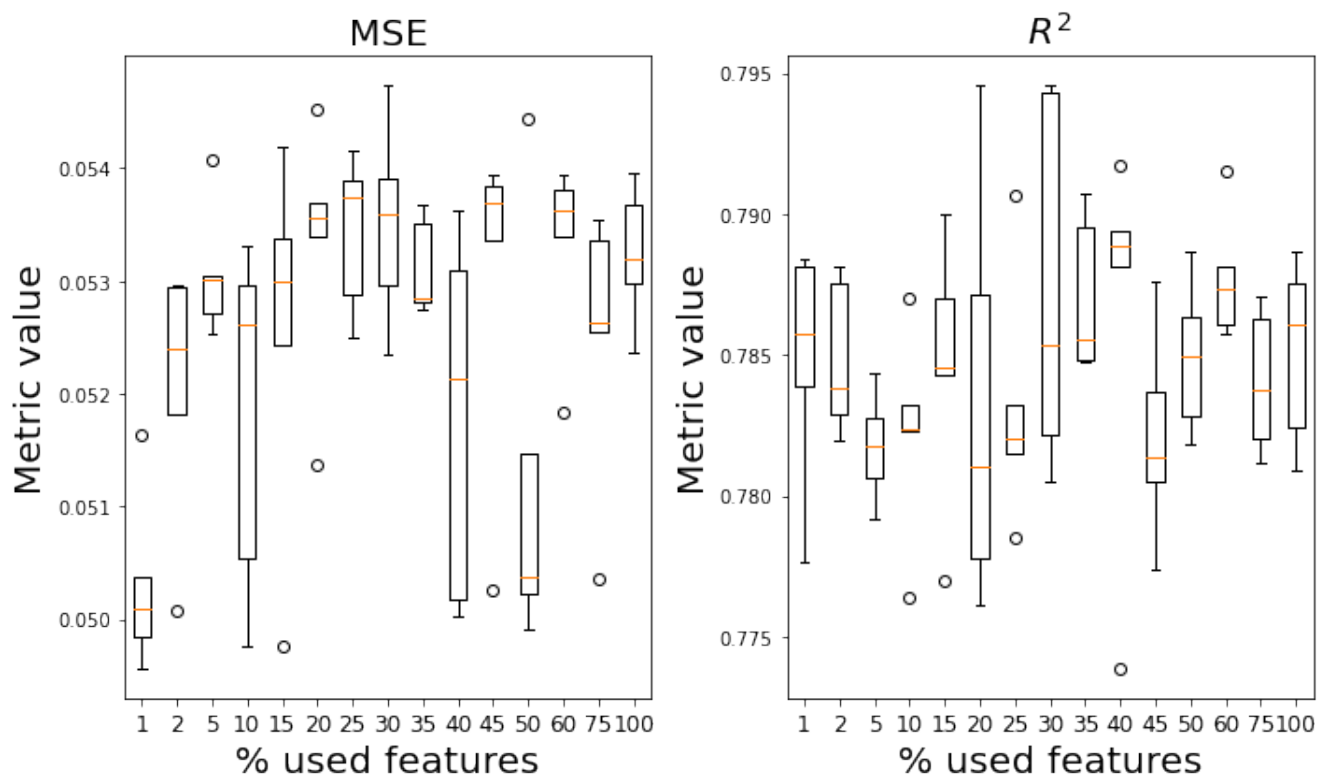 MSE
Metric value
0.054
0.053
0.052
0.051
0.050
1 2 5 10 15 20 25 30 35 40 45 50 60 75 100
% used features
R²
Metric value
0.795
0.790
0.785
0.780
0.775
1 2 5 10 15 20 25 30 35 40 45 50 60 75 100
% used features